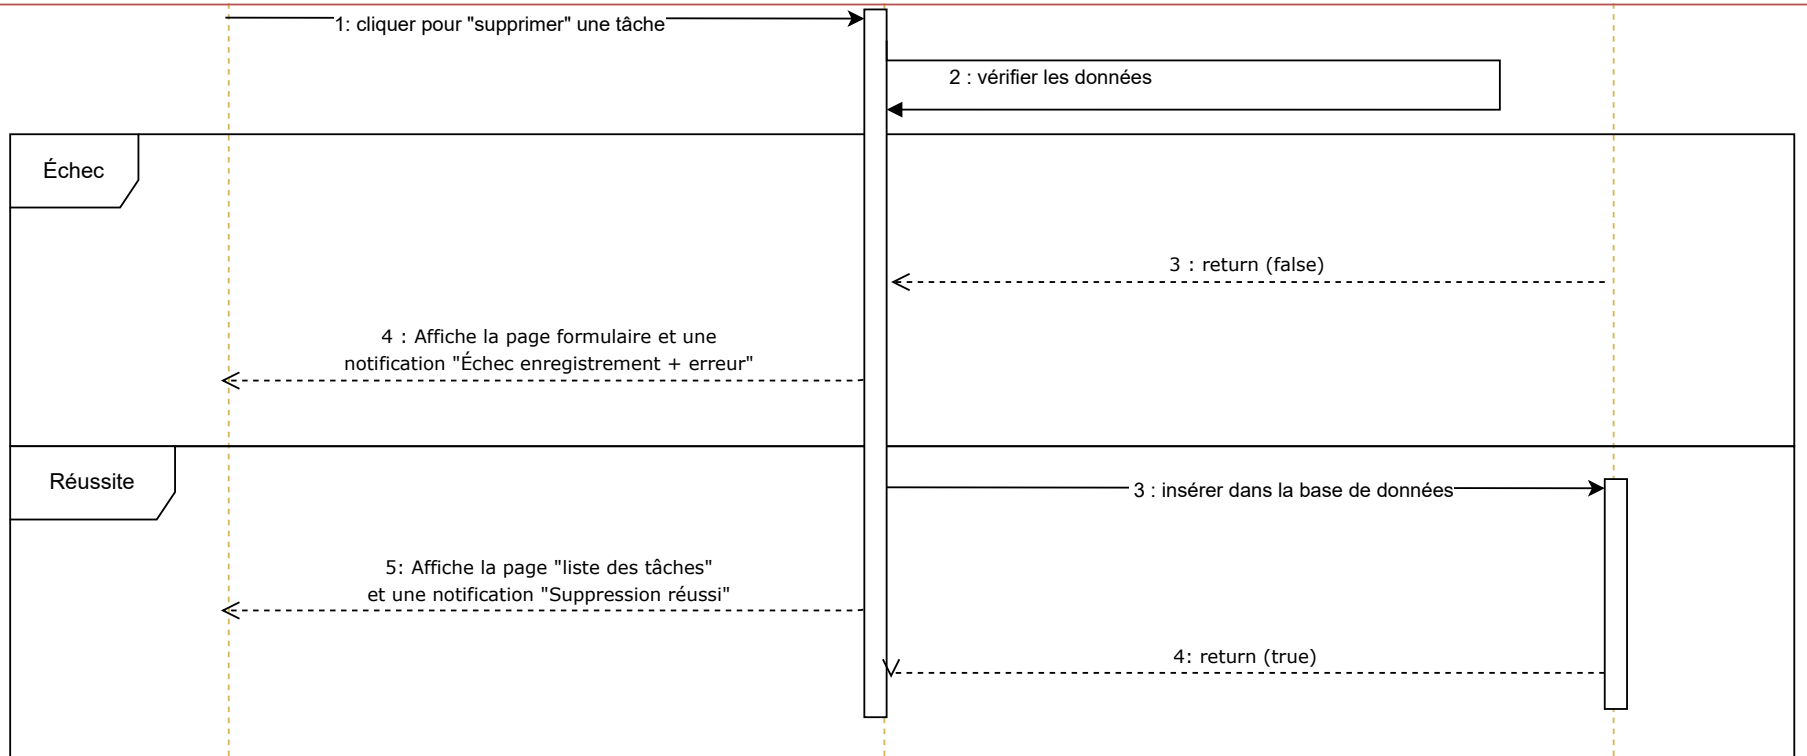 1: cliquer pour "supprimer" une tâche
2 : vérifier les données
Échec
3 : return (false)
4 : Affiche la page formulaire et une
notification "Échec enregistrement + erreur"
Réussite
3 : insérer dans la base de données
5: Affiche la page "liste des tâches"
et une notification "Suppression réussi"
4: return (true)